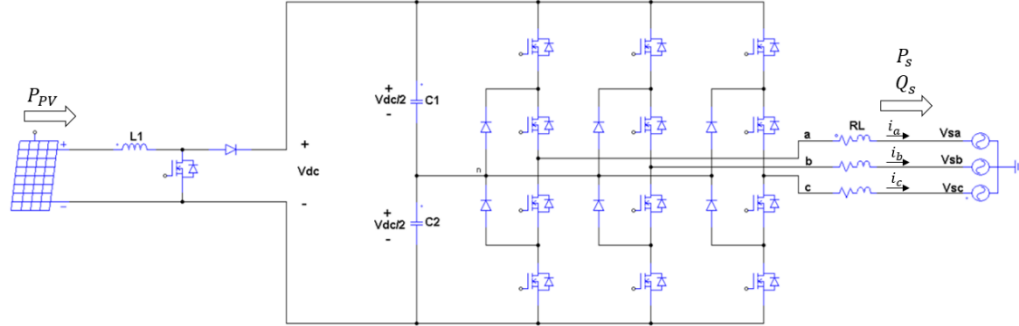 P_PV
L1
+
−
+
Vdc
-
+
Vdc/2
-
C1
n
+
Vdc/2
-
C2
P_s
Q_s
a
RL
i_a
Vsa
b
i_b
Vsb
c
i_c
Vsc